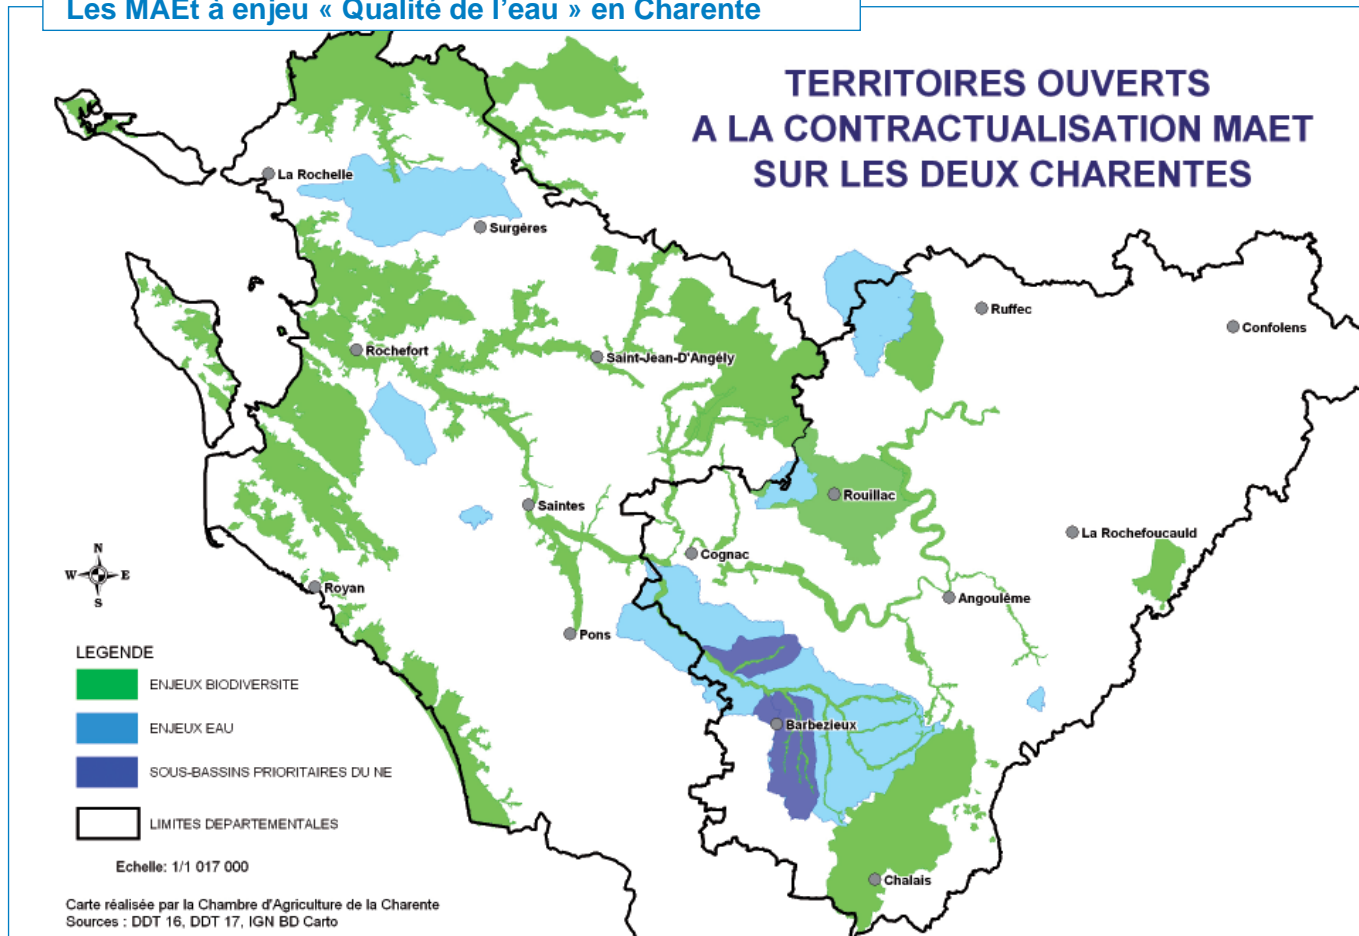 Les MAEt à enjeu « Qualité de l'eau » en Charente
TERRITOIRES OUVERTS
A LA CONTRACTUALISATION MAET
SUR LES DEUX CHARENTES
La Rochelle
Surgères
Ruffec
Confolens
Rochefort
Saint-Jean-D'Angély
Rouillac
Saintes
La Rochefoucauld
Cognac
N
W E
S
Royan
Angoulême
Pons
LEGENDE
ENJEUX BIODIVERSITE
ENJEUX EAU
Barbezieux
SOUS-BASSINS PRIORITAIRES DU NE
LIMITES DEPARTEMENTALES
Echelle: 1/1 017 000
Chalais
Carte réalisée par la Chambre d'Agriculture de la Charente
Sources : DDT 16, DDT 17, IGN BD Carto